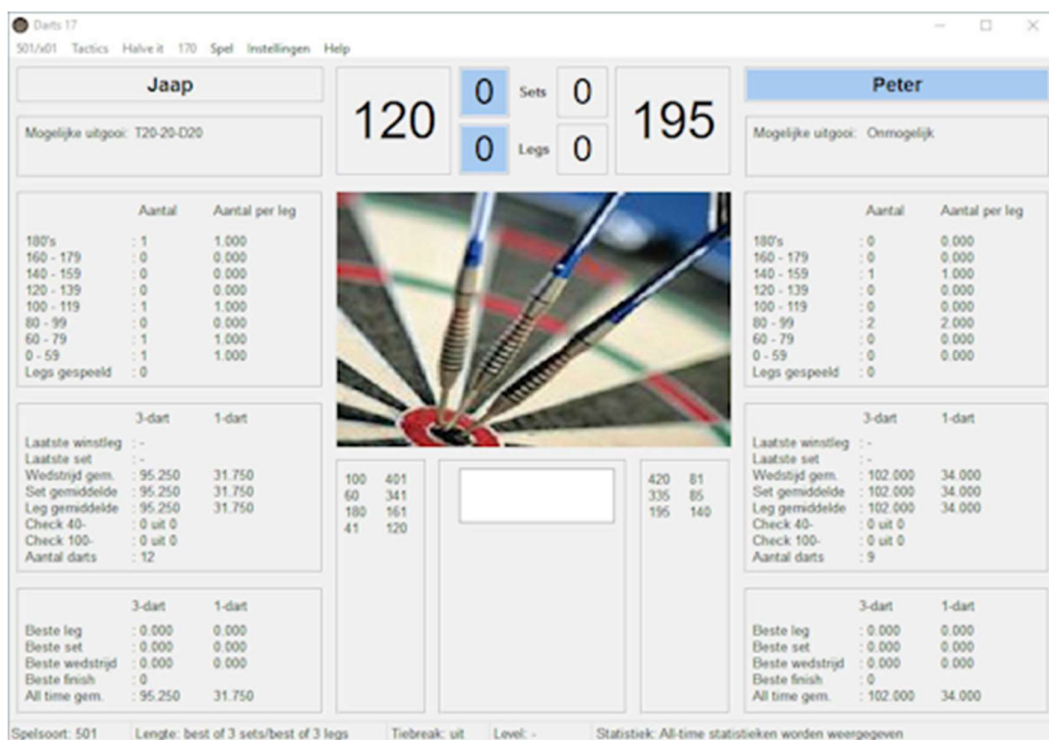 Darts 17
501/x01 Tactics Halve it 170 Spel Instellingen Help
Jaap
120
0 Sets 0
0 Legs 0
195
Peter
Mogelijke uitgooi: T20-20-D20
Mogelijke uitgooi: Onmogelijk
Aantal Aantal per leg
180's : 1 1.000
160 - 179 : 0 0.000
140 - 159 : 0 0.000
120 - 139 : 0 0.000
100 - 119 : 1 1.000
80 - 99 : 0 0.000
60 - 79 : 1 1.000
0 - 59 : 1 1.000
Legs gespeeld : 0
3-dart 1-dart
Laatste winstleg : -
Laatste set : -
Wedstrijd gem. : 95.250 31.750
Set gemiddelde : 95.250 31.750
Leg gemiddelde : 95.250 31.750
Check 40- : 0 uit 0
Check 100- : 0 uit 0
Aantal darts : 12
3-dart 1-dart
Beste leg : 0.000 0.000
Beste set : 0.000 0.000
Beste wedstrijd : 0.000 0.000
Beste finish : 0
All time gem. : 95.250 31.750
100 401
60 341
180 161
41 120
420 81
335 85
195 140
Aantal Aantal per leg
180's : 0 0.000
160 - 179 : 0 0.000
140 - 159 : 1 1.000
120 - 139 : 0 0.000
100 - 119 : 0 0.000
80 - 99 : 2 2.000
60 - 79 : 0 0.000
0 - 59 : 0 0.000
Legs gespeeld : 0
3-dart 1-dart
Laatste winstleg : -
Laatste set : -
Wedstijd gem. : 102.000 34.000
Set gemiddelde : 102.000 34.000
Leg gemiddelde : 102.000 34.000
Check 40- : 0 uit 0
Check 100- : 0 uit 0
Aantal darts : 9
3-dart 1-dart
Beste leg : 0.000 0.000
Beste set : 0.000 0.000
Beste wedstrijd : 0.000 0.000
Beste finish : 0
All time gem. : 102.000 34.000
Spelsoort: 501 Lengte: best of 3 sets/best of 3 legs Tiebreak: uit Level: - Statistiek: All-time statistieken worden weergegeven